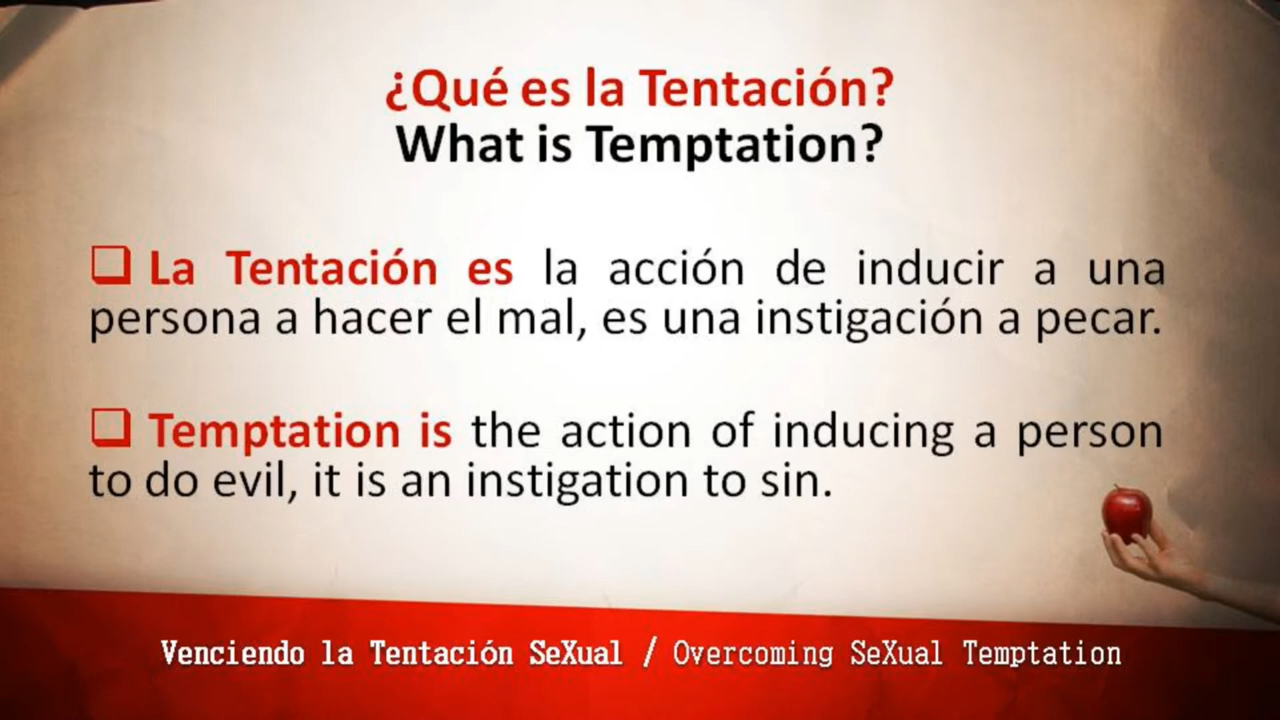 ¿Qué es la Tentación?
What is Temptation?
La Tentación es la acción de inducir a una
persona a hacer el mal, es una instigación a pecar.
Temptation is the action of inducing a person
to do evil, it is an instigation to sin.
Venciendo la Tentación SeXual / Overcoming SeXual Temptation